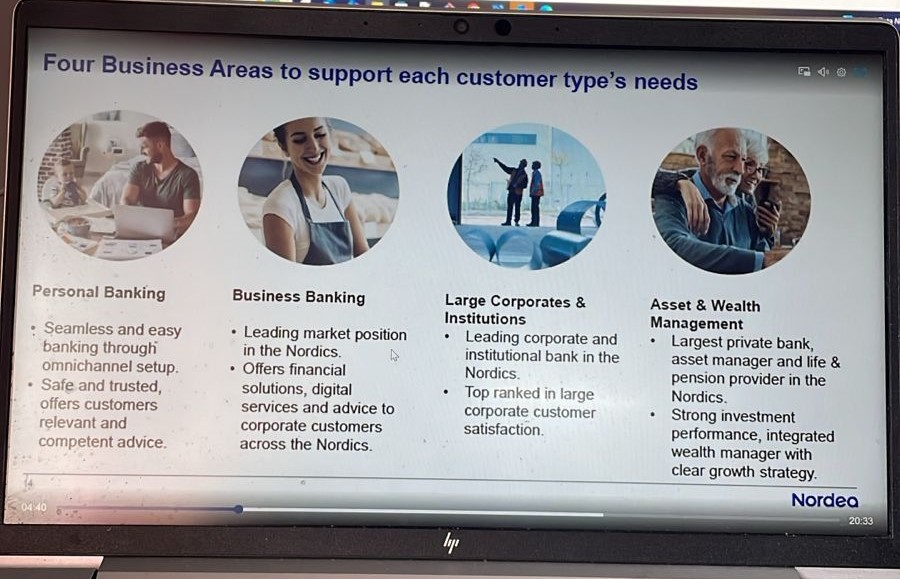 Four Business Areas to support each customer type's needs
Personal Banking
• Seamless and easy
banking through
omnichannel setup.
• Safe and trusted,
offers customers
relevant and
competent advice.
Business Banking
• Leading market position
in the Nordics.
• Offers financial
solutions, digital
services and advice to
corporate customers
across the Nordics.
Large Corporates &
Institutions
• Leading corporate and
institutional bank in the
Nordics.
• Top ranked in large
corporate customer
satisfaction.
Asset & Wealth
Management
• Largest private bank,
asset manager and life &
pension provider in the
Nordics.
• Strong investment
performance, integrated
wealth manager with
clear growth strategy.
Nordea
04:40
20:33
hp